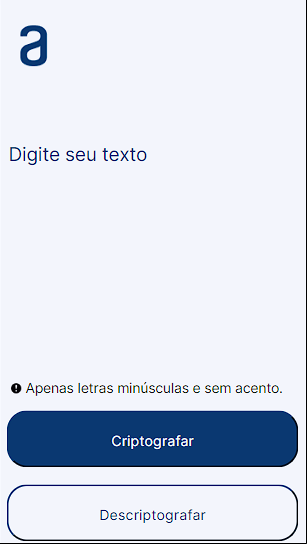 a
Digite seu texto
Apenas letras minúsculas e sem acento.
Criptografar
Descriptografar